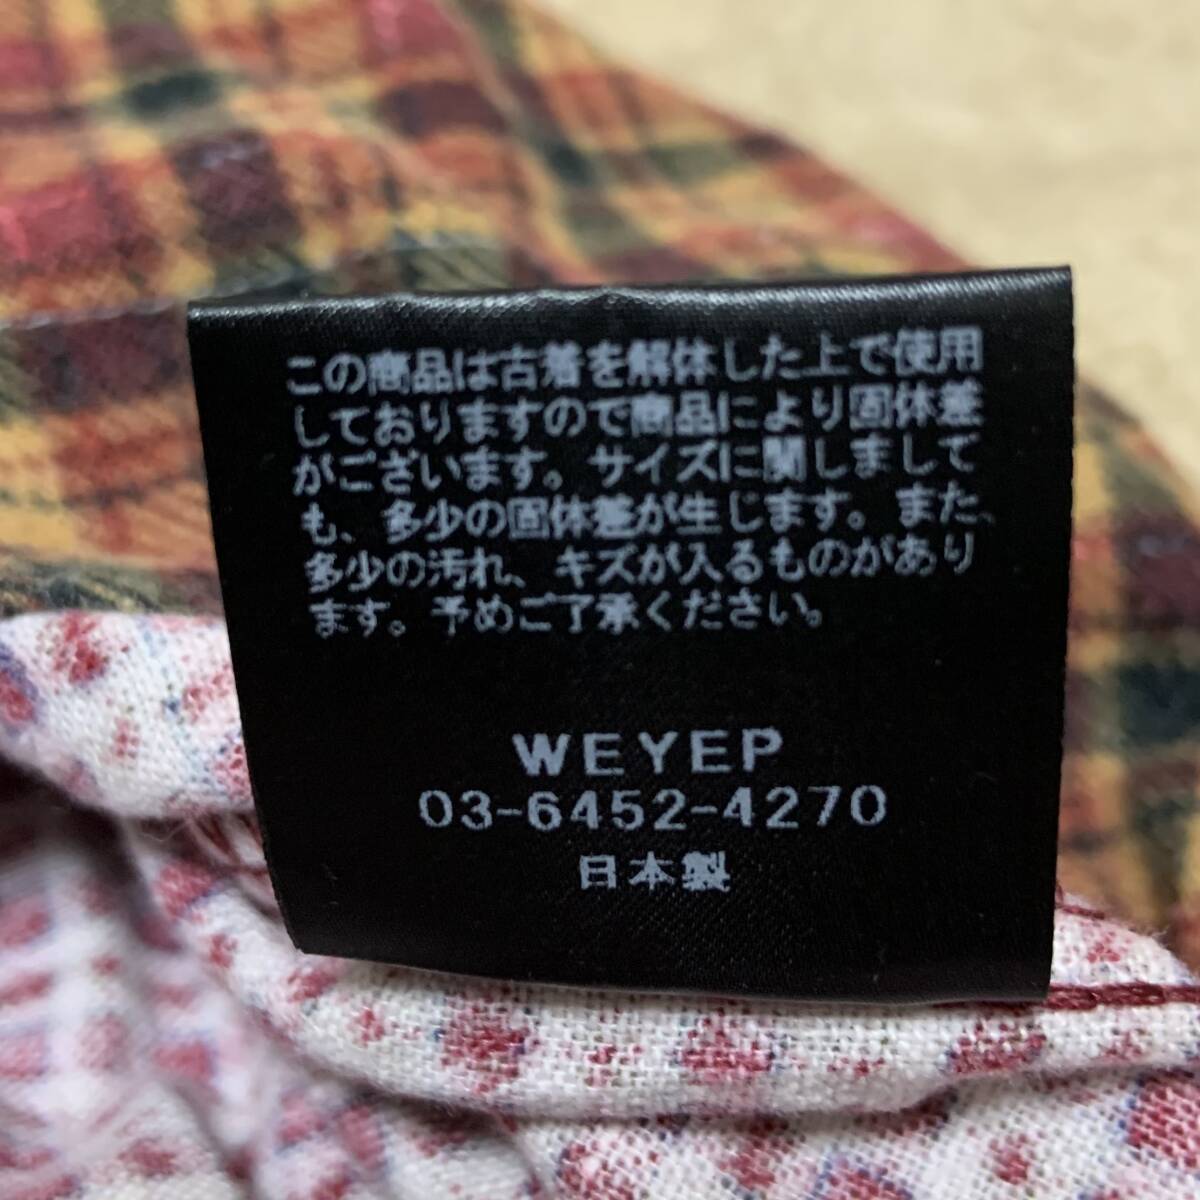 この商品は古着を解体した上で使用
しておりますので商品により固体差
がございます。サイズに関しまして
も、多少の固体差が生じます。また、
多少の汚れ、キズが入るものがあり
ます。予めご了承ください。
WEYEP
03-6452-4270
日本製